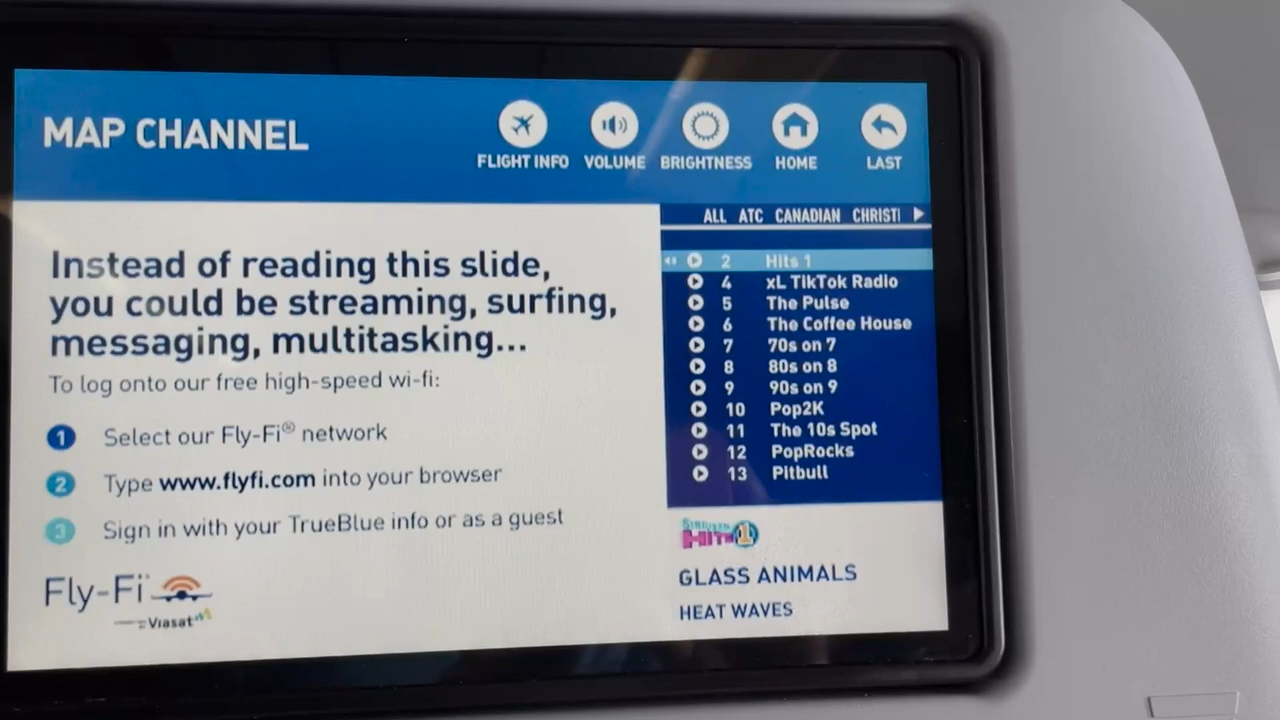 MAP CHANNEL
FLIGHT INFO VOLUME BRIGHTNESS HOME LAST
Instead of reading this slide,
you could be streaming, surfing,
messaging, multitasking...
To log onto our free high-speed wi-fi:
1 Select our Fly-Fi® network
2 Type www.flyfi.com into your browser
3 Sign in with your TrueBlue info or as a guest
Fly-Fi
Viasat
ALL ATC CANADIAN CHRISTI
2 Hits 1
4 xL TikTok Radio
5 The Pulse
6 The Coffee House
7 70s on 7
8 80s on 8
9 90s on 9
10 Pop2K
11 The 10s Spot
12 PopRocks
13 Pitbull
SIRIUSXM
HITS 1
GLASS ANIMALS
HEAT WAVES